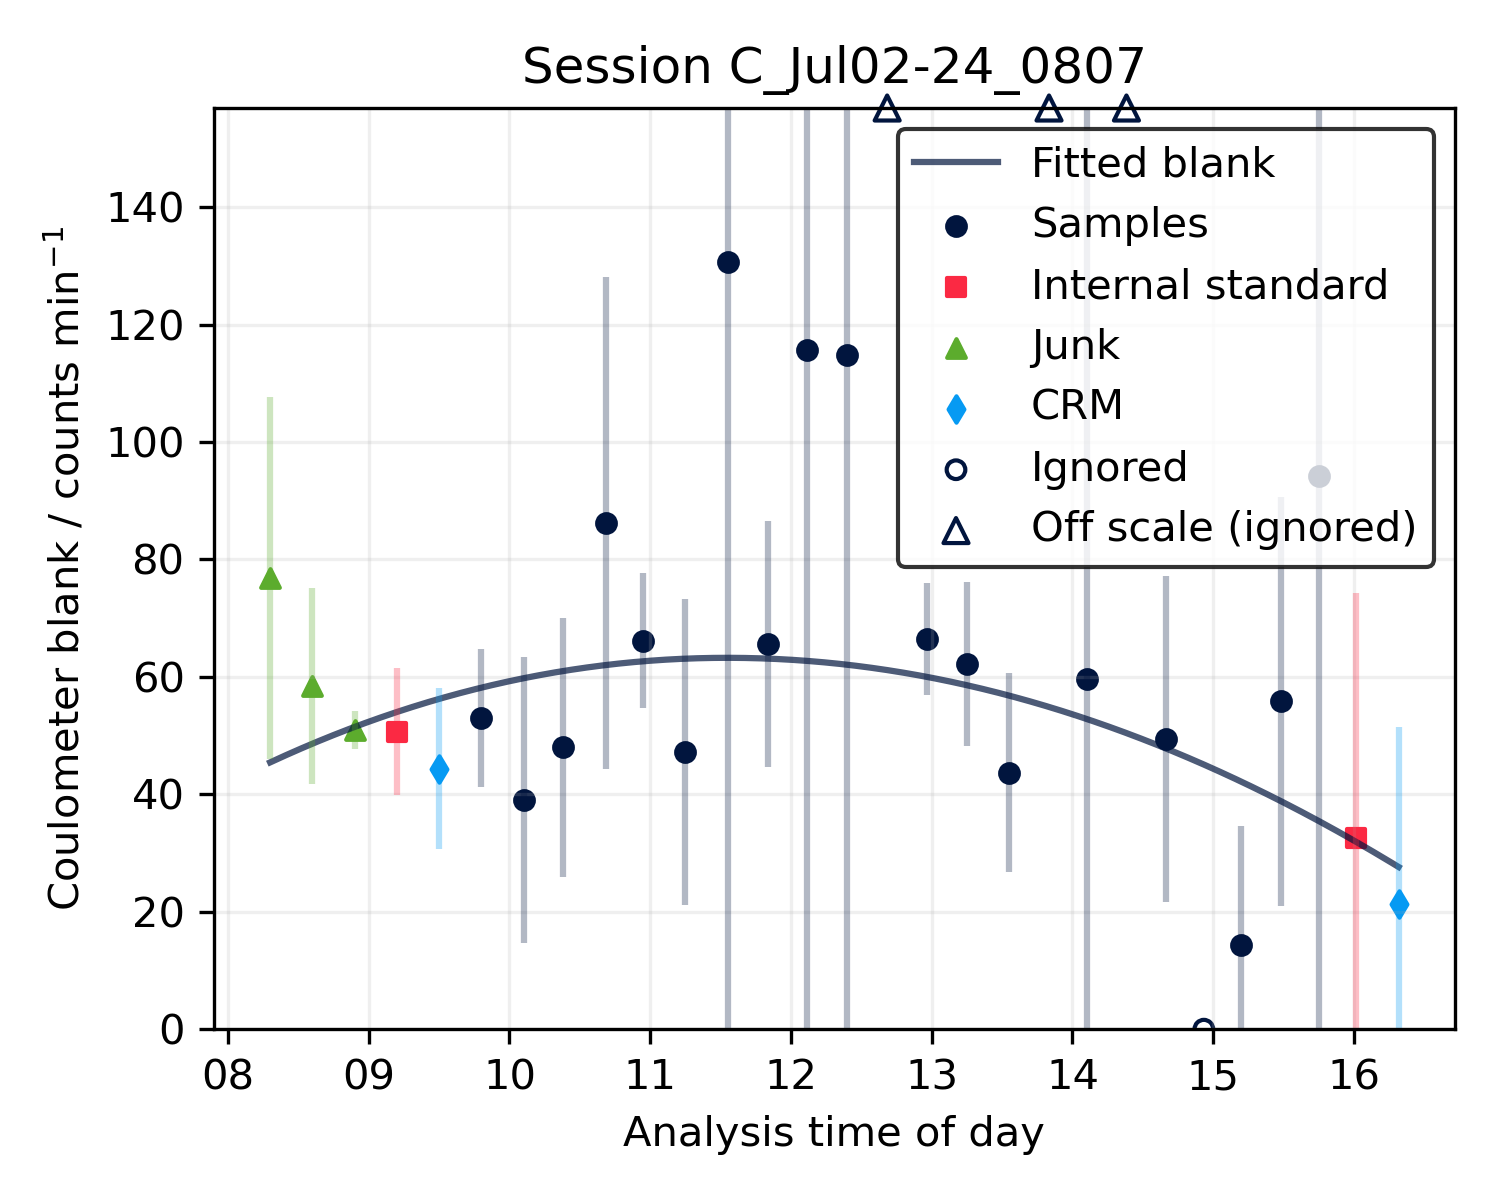 Session C_Jul02-24_0807
Coulometer blank / counts min⁻¹
140
120
100
80
60
40
20
0
Fitted blank
Samples
Internal standard
Junk
CRM
Ignored
Off scale (ignored)
08 09 10 11 12 13 14 15 16
Analysis time of day